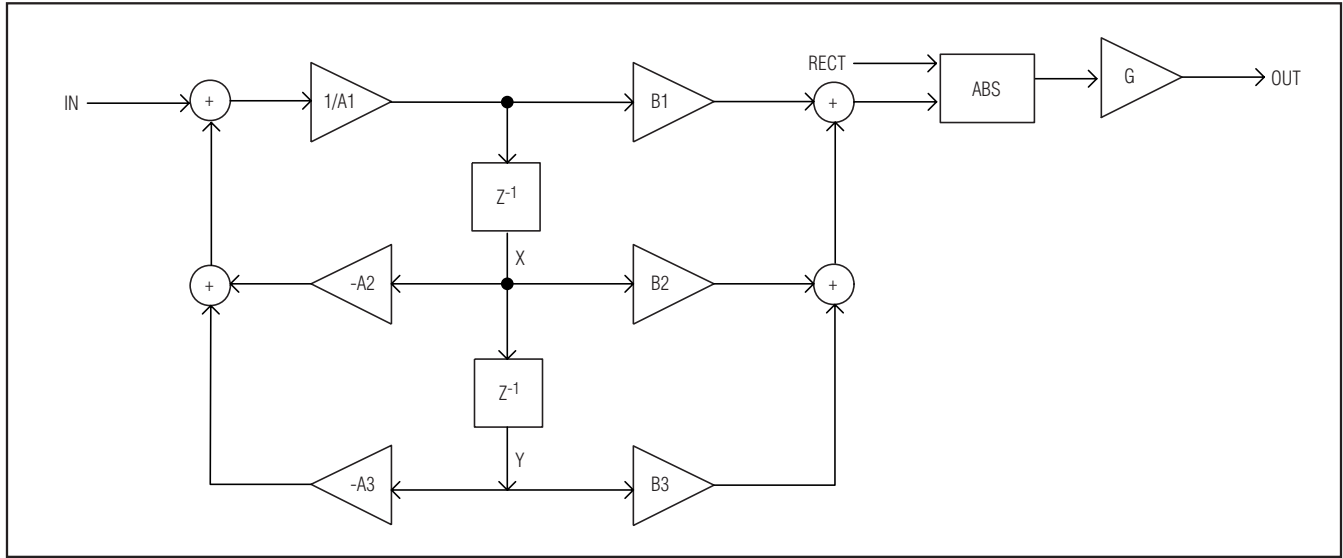 RECT
IN
+
1/A1
B1
+
ABS
G
OUT
Z-1
X
+
-A2
B2
+
Z-1
Y
-A3
B3